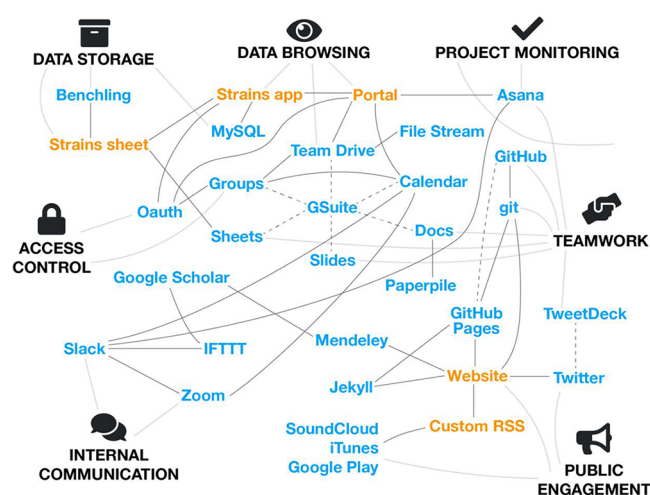 DATA STORAGE
DATA BROWSING
PROJECT MONITORING
Benchling
Strains app
Portal
Asana
MySQL
File Stream
Strains sheet
Team Drive
GitHub
Groups
Calendar
Oauth
GSuite
git
Sheets
Docs
ACCESS
CONTROL
TEAMWORK
Slides
Google Scholar
Paperpile
GitHub
Pages
TweetDeck
Slack
IFTTT
Mendeley
Zoom
Jekyll
Website
Twitter
SoundCloud
iTunes
Google Play
Custom RSS
INTERNAL
COMMUNICATION
PUBLIC
ENGAGEMENT